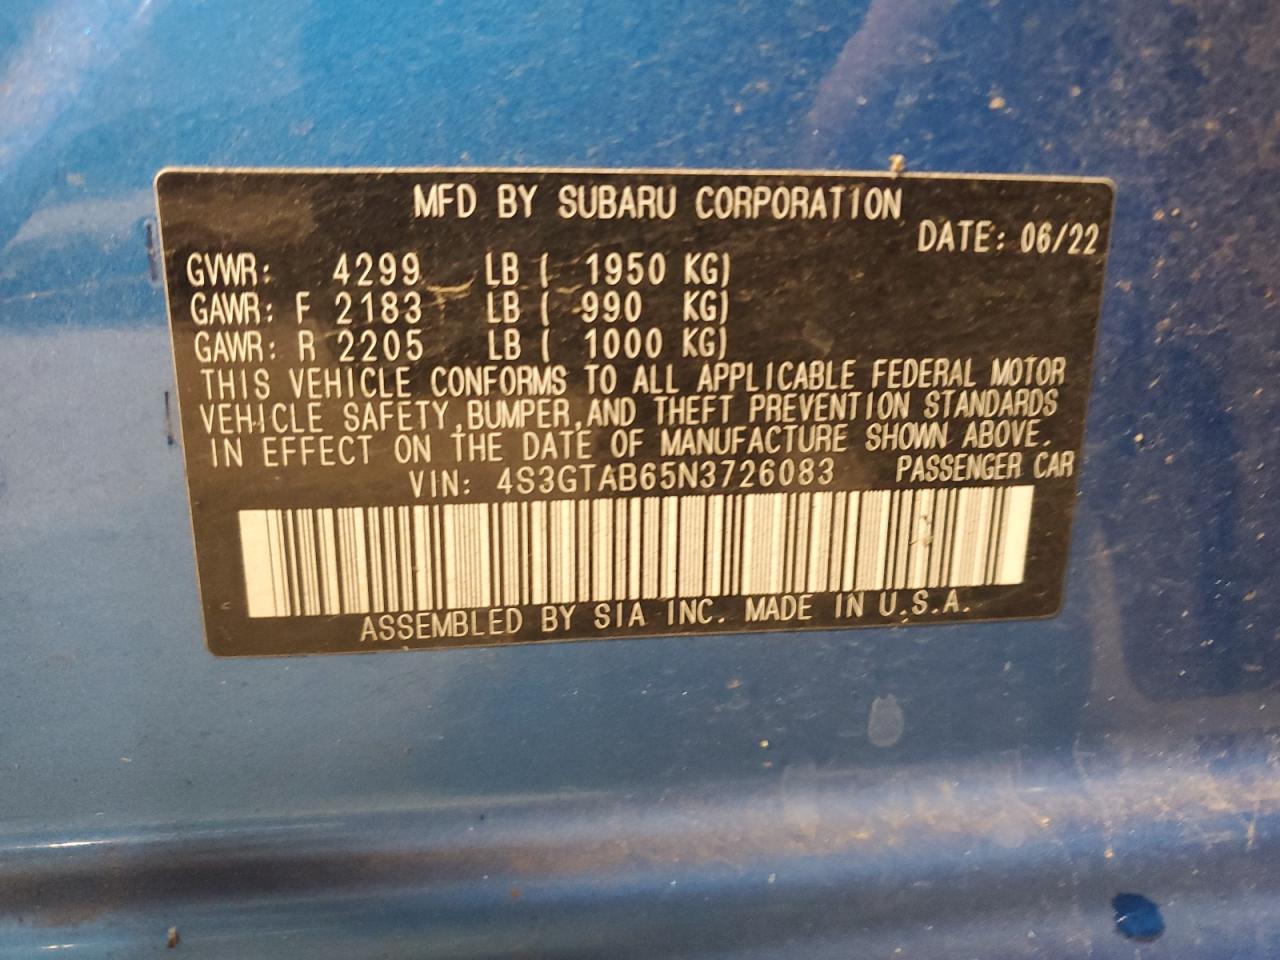 MFD BY SUBARU CORPORATION
DATE: 06/22
GVWR: 4299 LB ( 1950 KG)
GAWR: F 2183 LB ( 990 KG)
GAWR: R 2205 LB ( 1000 KG)
THIS VEHICLE CONFORMS TO ALL APPLICABLE FEDERAL MOTOR
VEHICLE SAFETY,BUMPER,AND THEFT PREVENTION STANDARDS
IN EFFECT ON THE DATE OF MANUFACTURE SHOWN ABOVE.
VIN: 4S3GTAB65N3726083 PASSENGER CAR
ASSEMBLED BY SIA INC. MADE IN U.S.A.